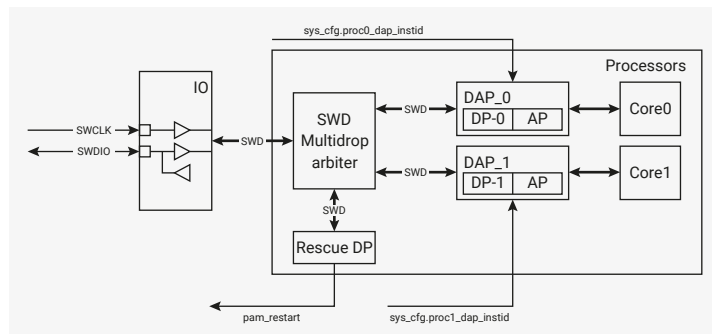 sys_cfg.proc0_dap_instid
Processors
IO
DAP_0
DP-0 AP
Core0
SWD
SWCLK
SWDIO
SWD
SWD
Multidrop
arbiter
DAP_1
DP-1 AP
Core1
SWD
SWD
Rescue DP
pam_restart
sys_cfg.proc1_dap_instid